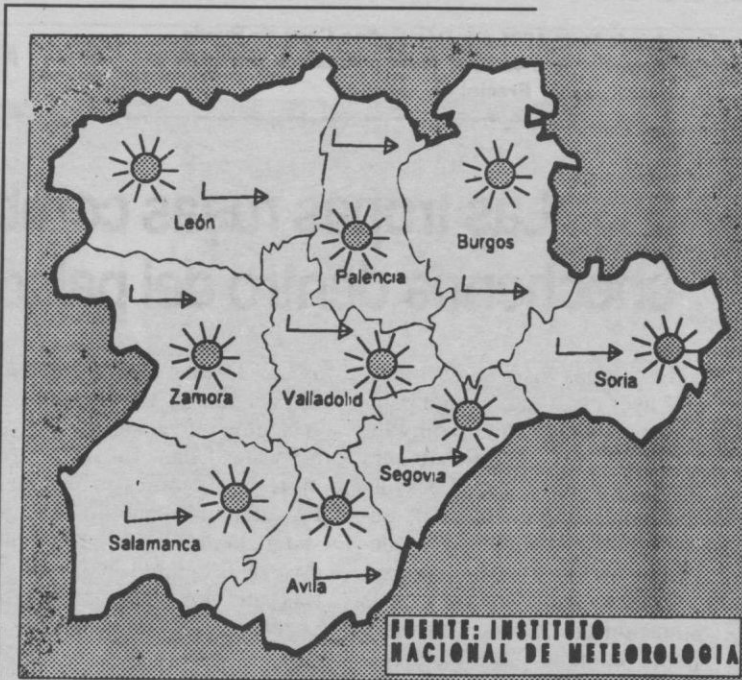 León
Burgos
Palencia
Zamora
Valladolid
Soria
Segovia
Salamanca
Avila
FUENTE: INSTITUTO
NACIONAL DE METEOROLOGIA